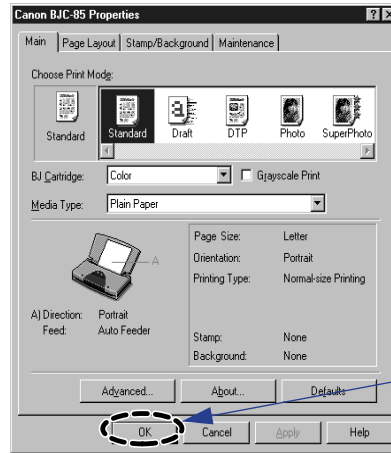 Canon BJC-85 Properties
Main Page Layout Stamp/Background Maintenance
Choose Print Mode:
Standard Standard Draft DTP Photo SuperPhoto
BJ Cartridge: Color Grayscale Print
Media Type: Plain Paper
A
Page Size: Letter
Orientation: Portrait
Printing Type: Normal-size Printing
A) Direction: Portrait
Feed: Auto Feeder
Stamp: None
Background: None
Advanced... About... Defaults
OK Cancel Apply Help